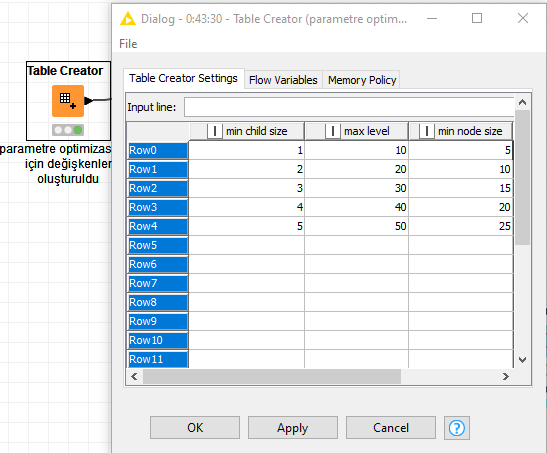 Dialog - 0:43:30 - Table Creator (parametre optim...
File
Table Creator
Table Creator Settings
Flow Variables
Memory Policy
Input line:
I min child size
I max level
I min node size
Row0 1 10 5
Row1 2 20 10
Row2 3 30 15
Row3 4 40 20
Row4 5 50 25
Row5
Row6
Row7
Row8
Row9
Row10
Row11
parametre optimizas
için değişkenler
oluşturuldu
OK
Apply
Cancel
?